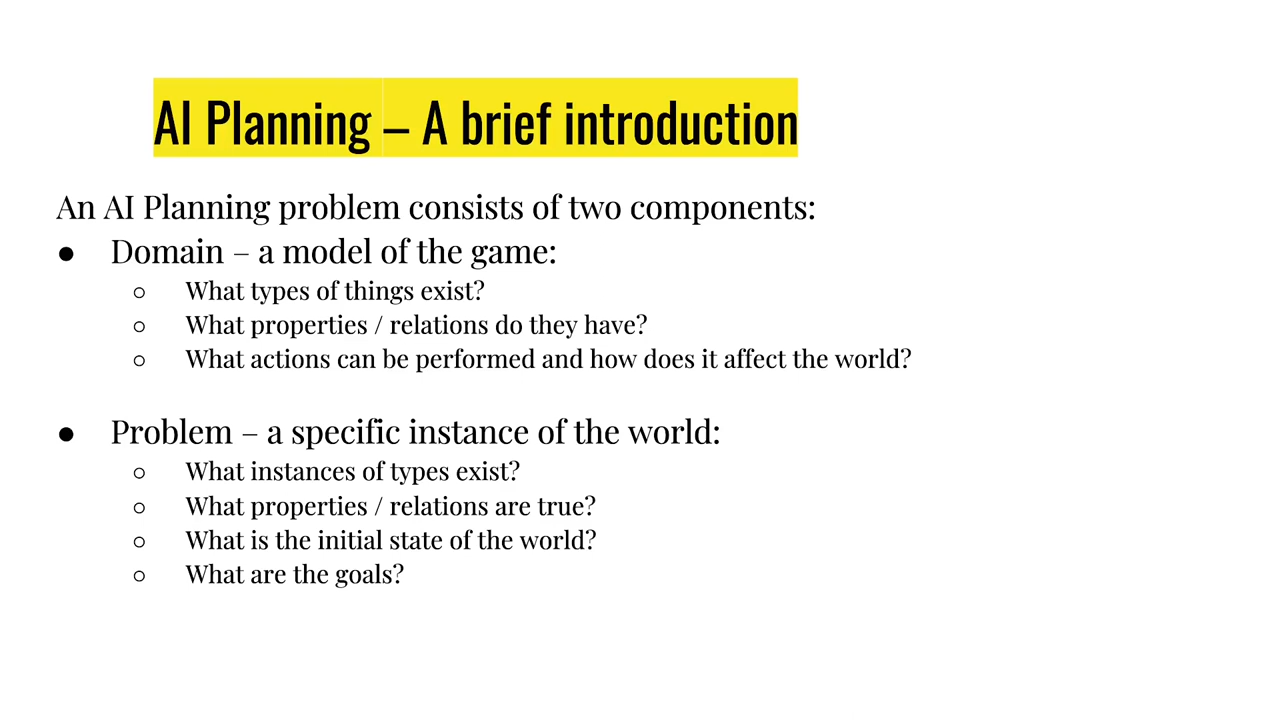 AI Planning – A brief introduction
An AI Planning problem consists of two components:
● Domain – a model of the game:
○ What types of things exist?
○ What properties / relations do they have?
○ What actions can be performed and how does it affect the world?
● Problem – a specific instance of the world:
○ What instances of types exist?
○ What properties / relations are true?
○ What is the initial state of the world?
○ What are the goals?